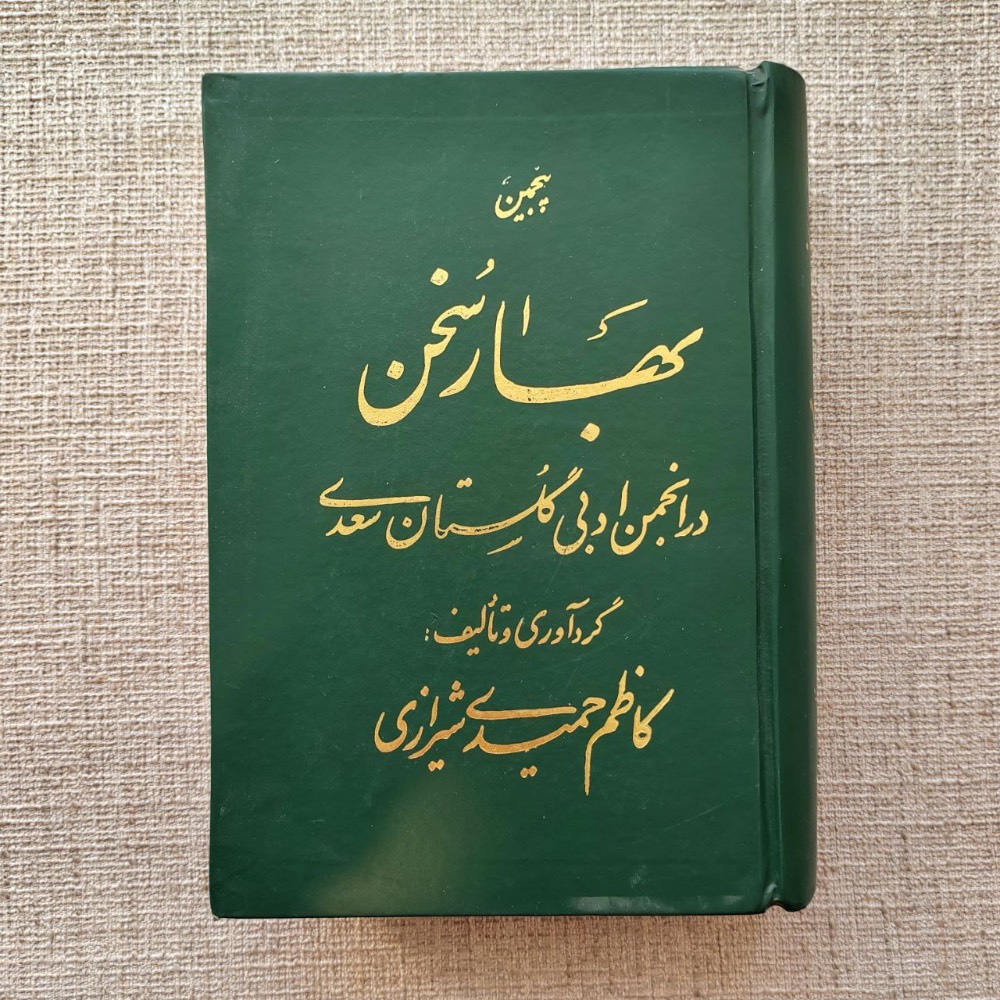 پنجمین
بهار سخن
در انجمن ادبی گلستان سعدی
گردآوری و تألیف:
کاظم حمیدی شیرازی